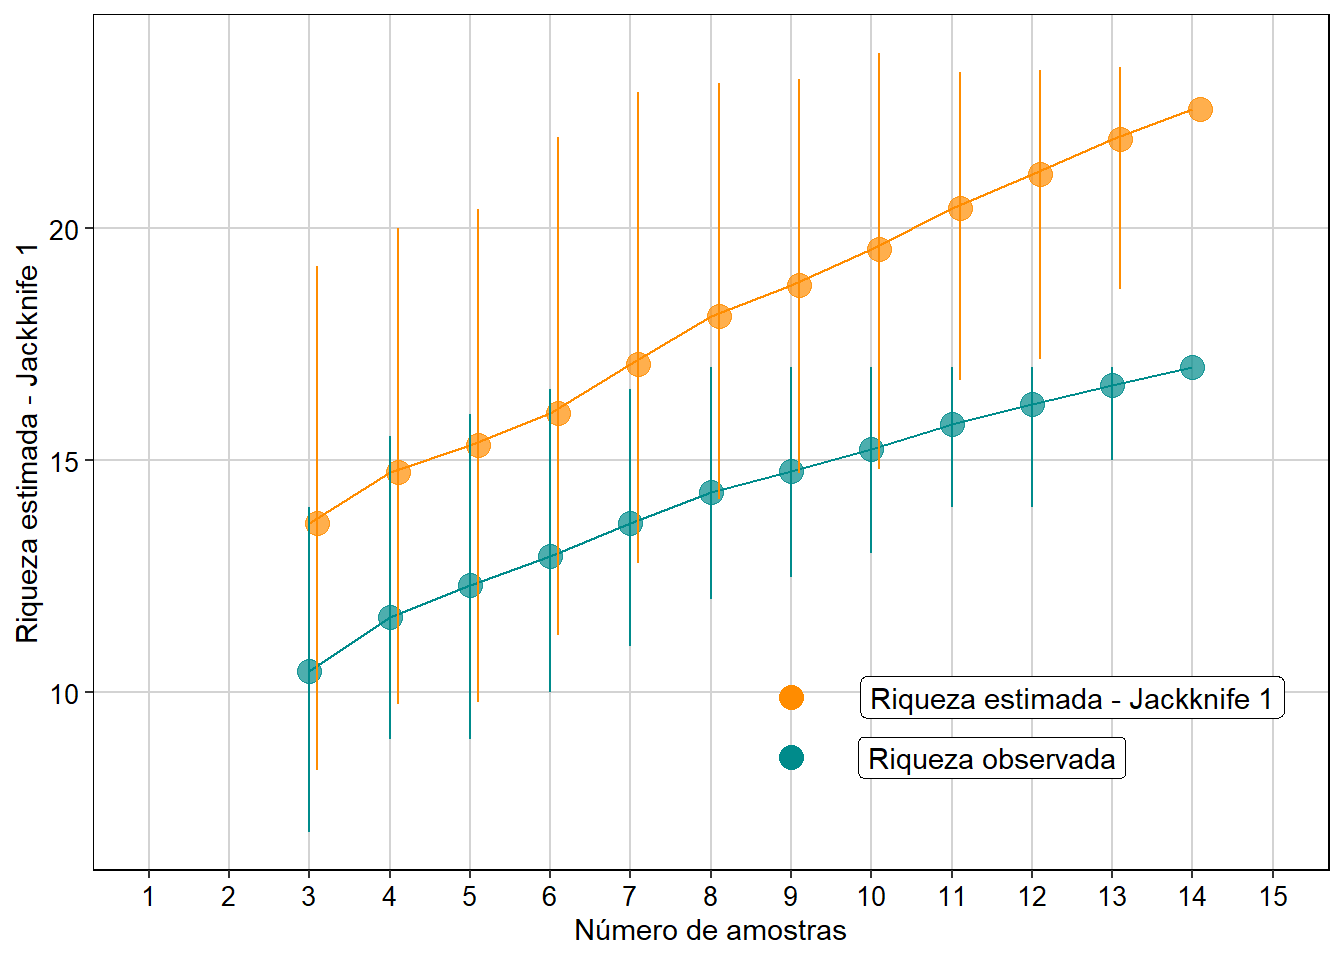 Riqueza estimada - Jackknife 1
20
15
10
Riqueza estimada - Jackknife 1
Riqueza observada
1 2 3 4 5 6 7 8 9 10 11 12 13 14 15
Número de amostras